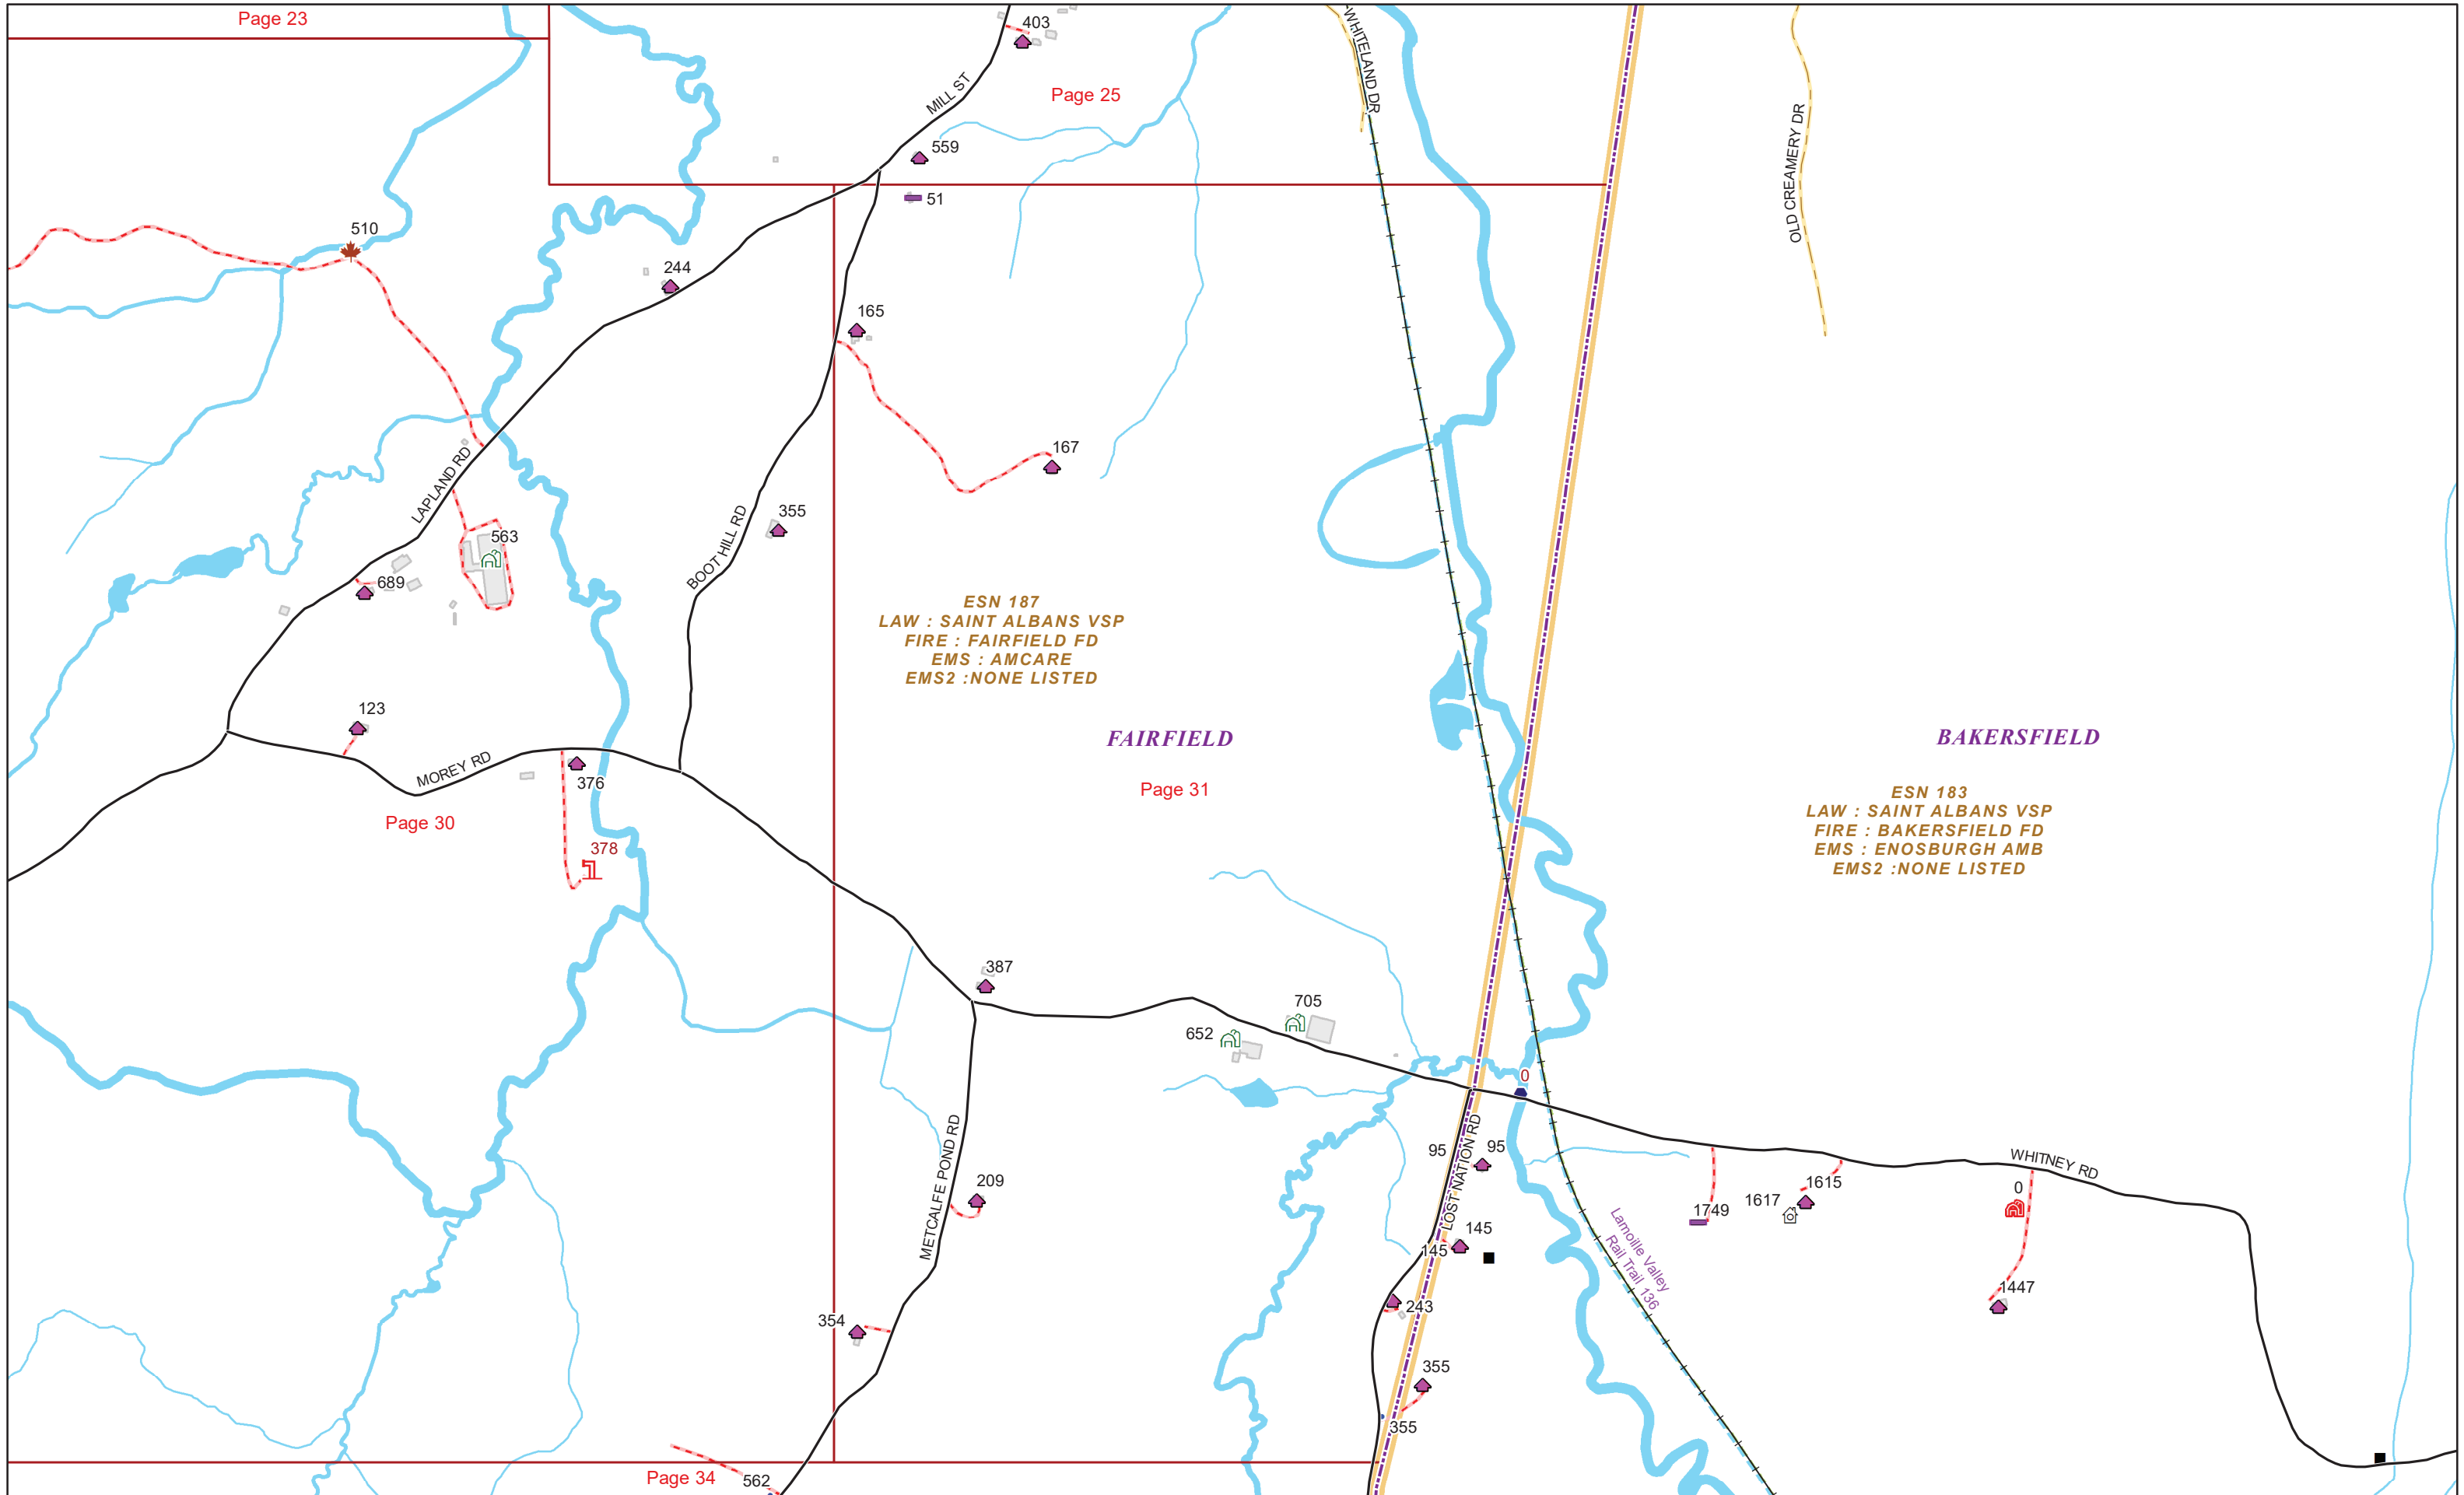 Page 23
403
WHITELAND DR
MILL ST
Page 25
OLD CREAMERY DR
559
51
510
244
165
167
LAPLAND RD
355
BOOT HILL RD
563
689
ESN 187
LAW : SAINT ALBANS VSP
FIRE : FAIRFIELD FD
EMS : AMCARE
EMS2 :NONE LISTED
123
FAIRFIELD
BAKERSFIELD
MOREY RD
376
Page 31
ESN 183
LAW : SAINT ALBANS VSP
FIRE : BAKERSFIELD FD
EMS : ENOSBURGH AMB
EMS2 :NONE LISTED
Page 30
378
387
705
652
0
METCALFE POND RD
95
95
LOST NATION RD
WHITNEY RD
209
1615
0
1617
1749
145
145
Lamoille Valley
Rail Trail 136
1447
243
354
355
355
Page 34
562